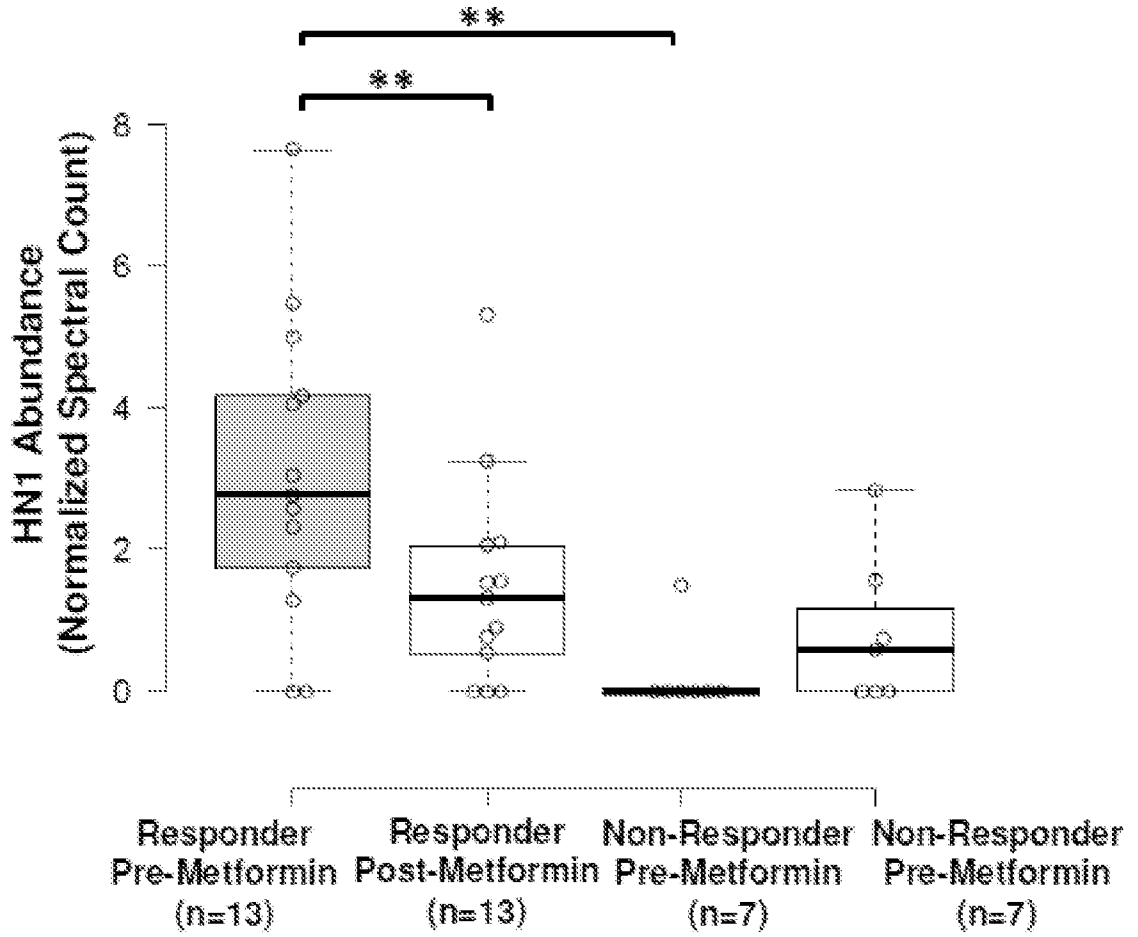 **
**
HN1 Abundance
(Normalized Spectral Count)
8
6
4
2
0
Responder
Pre-Metformin
(n=13)
Responder
Post-Metformin
(n=13)
Non-Responder
Pre-Metformin
(n=7)
Non-Responder
Pre-Metformin
(n=7)